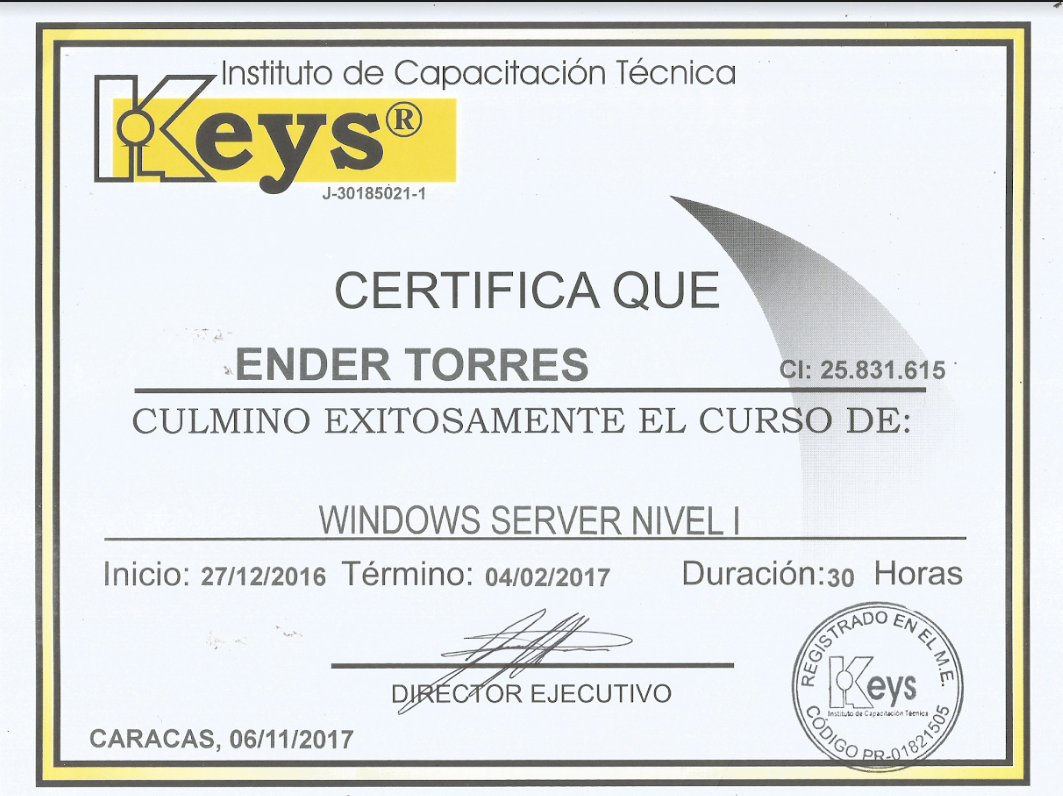 Instituto de Capacitación Técnica
Keys®
J-30185021-1
CERTIFICA QUE
ENDER TORRES CI: 25.831.615
CULMINO EXITOSAMENTE EL CURSO DE:
WINDOWS SERVER NIVEL I
Inicio: 27/12/2016 Término: 04/02/2017 Duración:30 Horas
DIRECTOR EJECUTIVO
CARACAS, 06/11/2017
REGISTRADO EN EL M.E.
Keys
Instituto de Capacitación Técnica
CÓDIGO PR-01821505